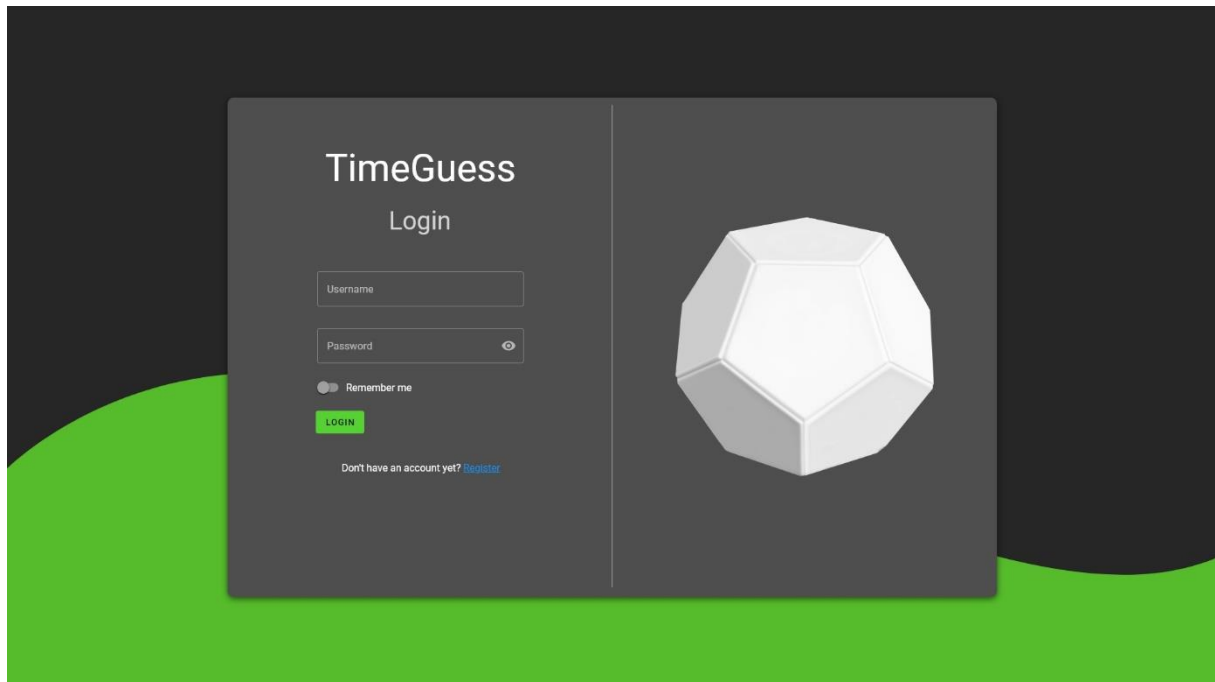 TimeGuess
Login
Username
Password
Remember me
LOGIN
Don't have an account yet? Register